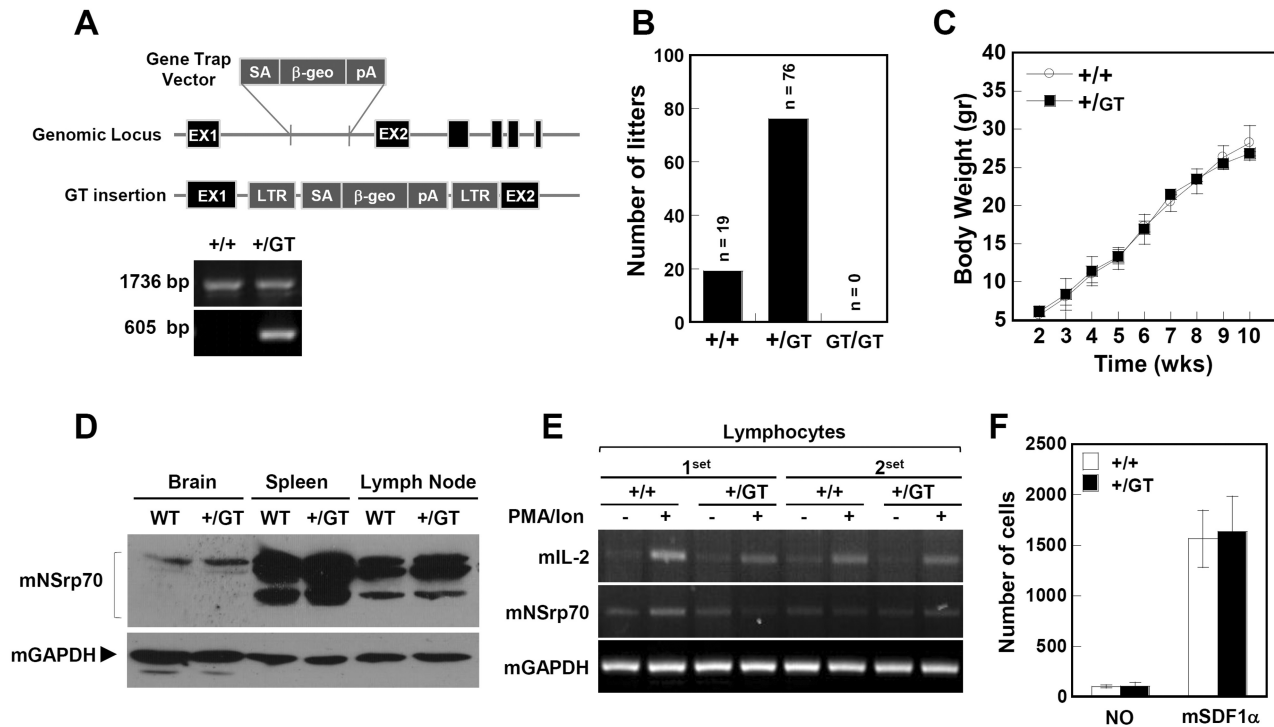 A
Gene Trap
Vector
SA β-geo pA
Genomic Locus
EX1 EX2
GT insertion
EX1 LTR SA β-geo pA LTR EX2
+/+ +/GT
1736 bp
605 bp
B
Number of litters
100
80
60
40
20
0
n = 19
n = 76
n = 0
+/+ +/GT GT/GT
C
Body Weight (gr)
40
35
30
25
20
15
10
5
+/+
+/GT
2 3 4 5 6 7 8 9 10
Time (wks)
D
Brain Spleen Lymph Node
WT +/GT WT +/GT WT +/GT
mNSrp70
mGAPDH
E
Lymphocytes
1set 2set
+/+ +/GT +/+ +/GT
PMA/Ion - + - + - + - +
mIL-2
mNSrp70
mGAPDH
F
Number of cells
2500
2000
1500
1000
500
0
+/+
+/GT
NO mSDF1α